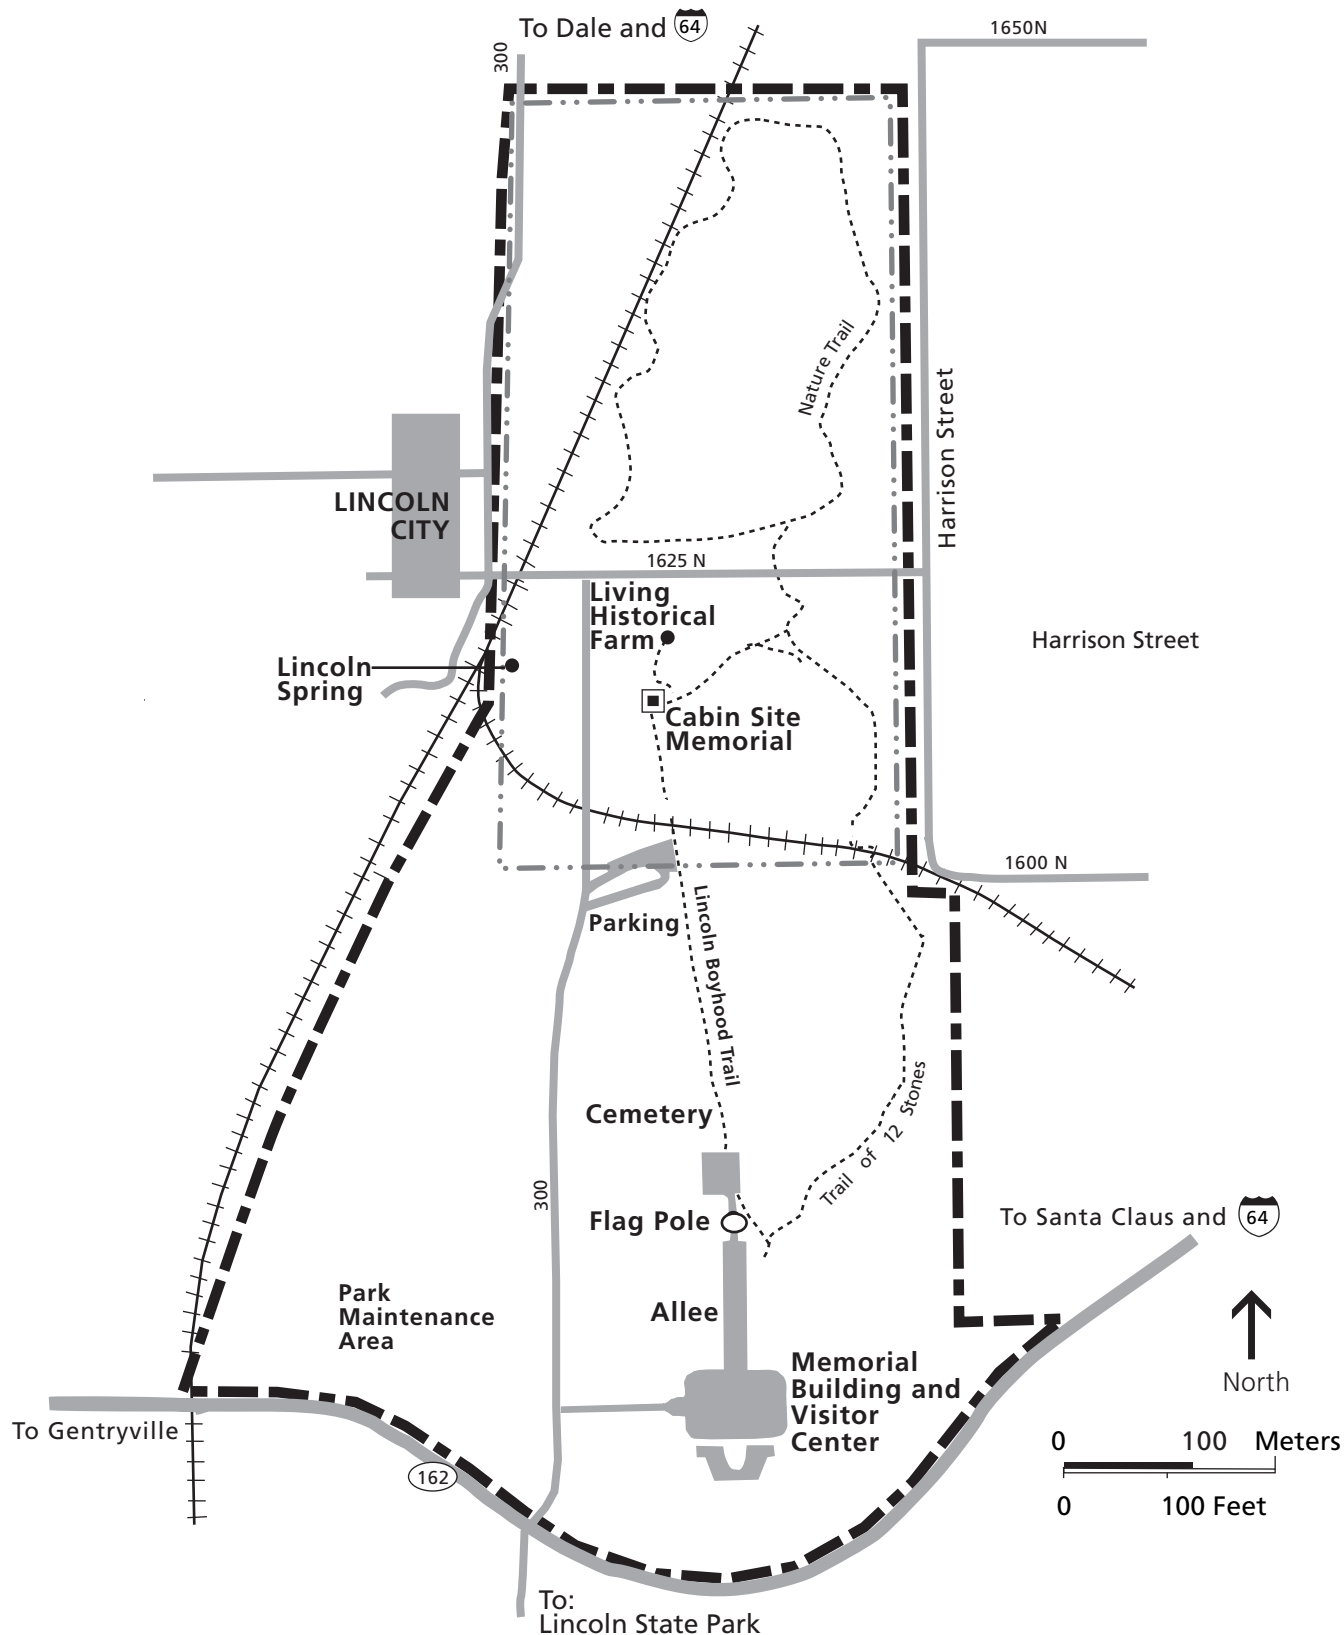 To Dale and 64
1650N
300
Nature Trail
Harrison Street
LINCOLN
CITY
1625 N
Living
Historical
Farm
Harrison Street
Lincoln
Spring
Cabin Site
Memorial
1600 N
Parking
Lincoln Boyhood Trail
Cemetery
Trail of 12 Stones
300
Flag Pole
To Santa Claus and 64
Park
Maintenance
Area
Allee
Memorial
Building and
Visitor
Center
North
To Gentryville
162
0 100 Meters
0 100 Feet
To:
Lincoln State Park